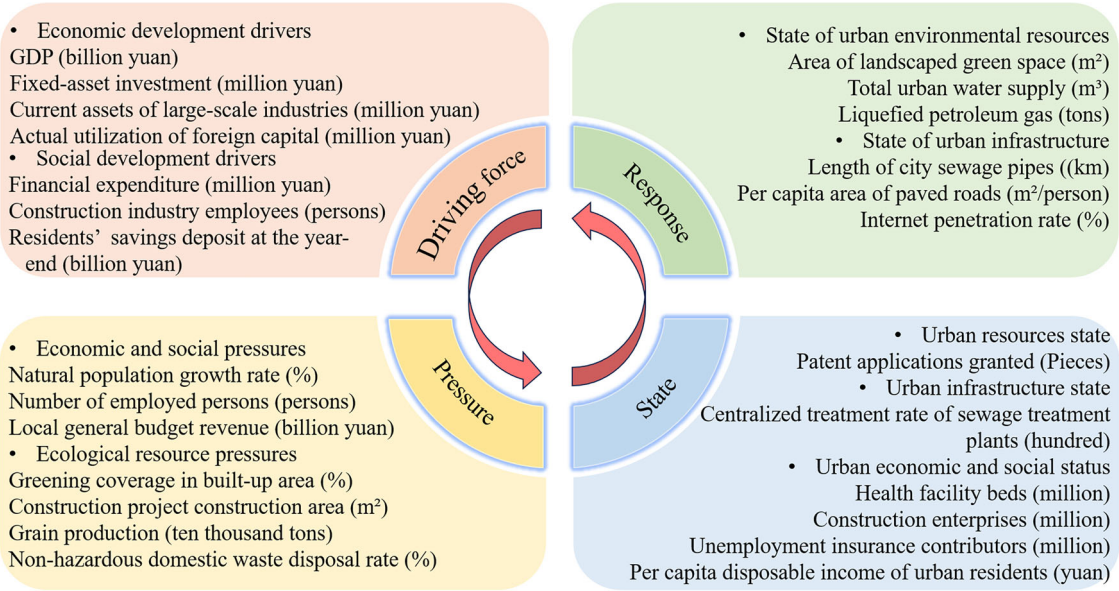 • Economic development drivers
GDP (billion yuan)
Fixed-asset investment (million yuan)
Current assets of large-scale industries (million yuan)
Actual utilization of foreign capital (million yuan)
• Social development drivers
Financial expenditure (million yuan)
Construction industry employees (persons)
Residents’ savings deposit at the year-
end (billion yuan)
Driving force
• State of urban environmental resources
Area of landscaped green space (m²)
Total urban water supply (m³)
Liquefied petroleum gas (tons)
• State of urban infrastructure
Length of city sewage pipes ((km)
Per capita area of paved roads (m²/person)
Internet penetration rate (%)
Response
• Economic and social pressures
Natural population growth rate (%)
Number of employed persons (persons)
Local general budget revenue (billion yuan)
• Ecological resource pressures
Greening coverage in built-up area (%)
Construction project construction area (m²)
Grain production (ten thousand tons)
Non-hazardous domestic waste disposal rate (%)
Pressure
• Urban resources state
Patent applications granted (Pieces)
• Urban infrastructure state
Centralized treatment rate of sewage treatment
plants (hundred)
• Urban economic and social status
Health facility beds (million)
Construction enterprises (million)
Unemployment insurance contributors (million)
Per capita disposable income of urban residents (yuan)
State